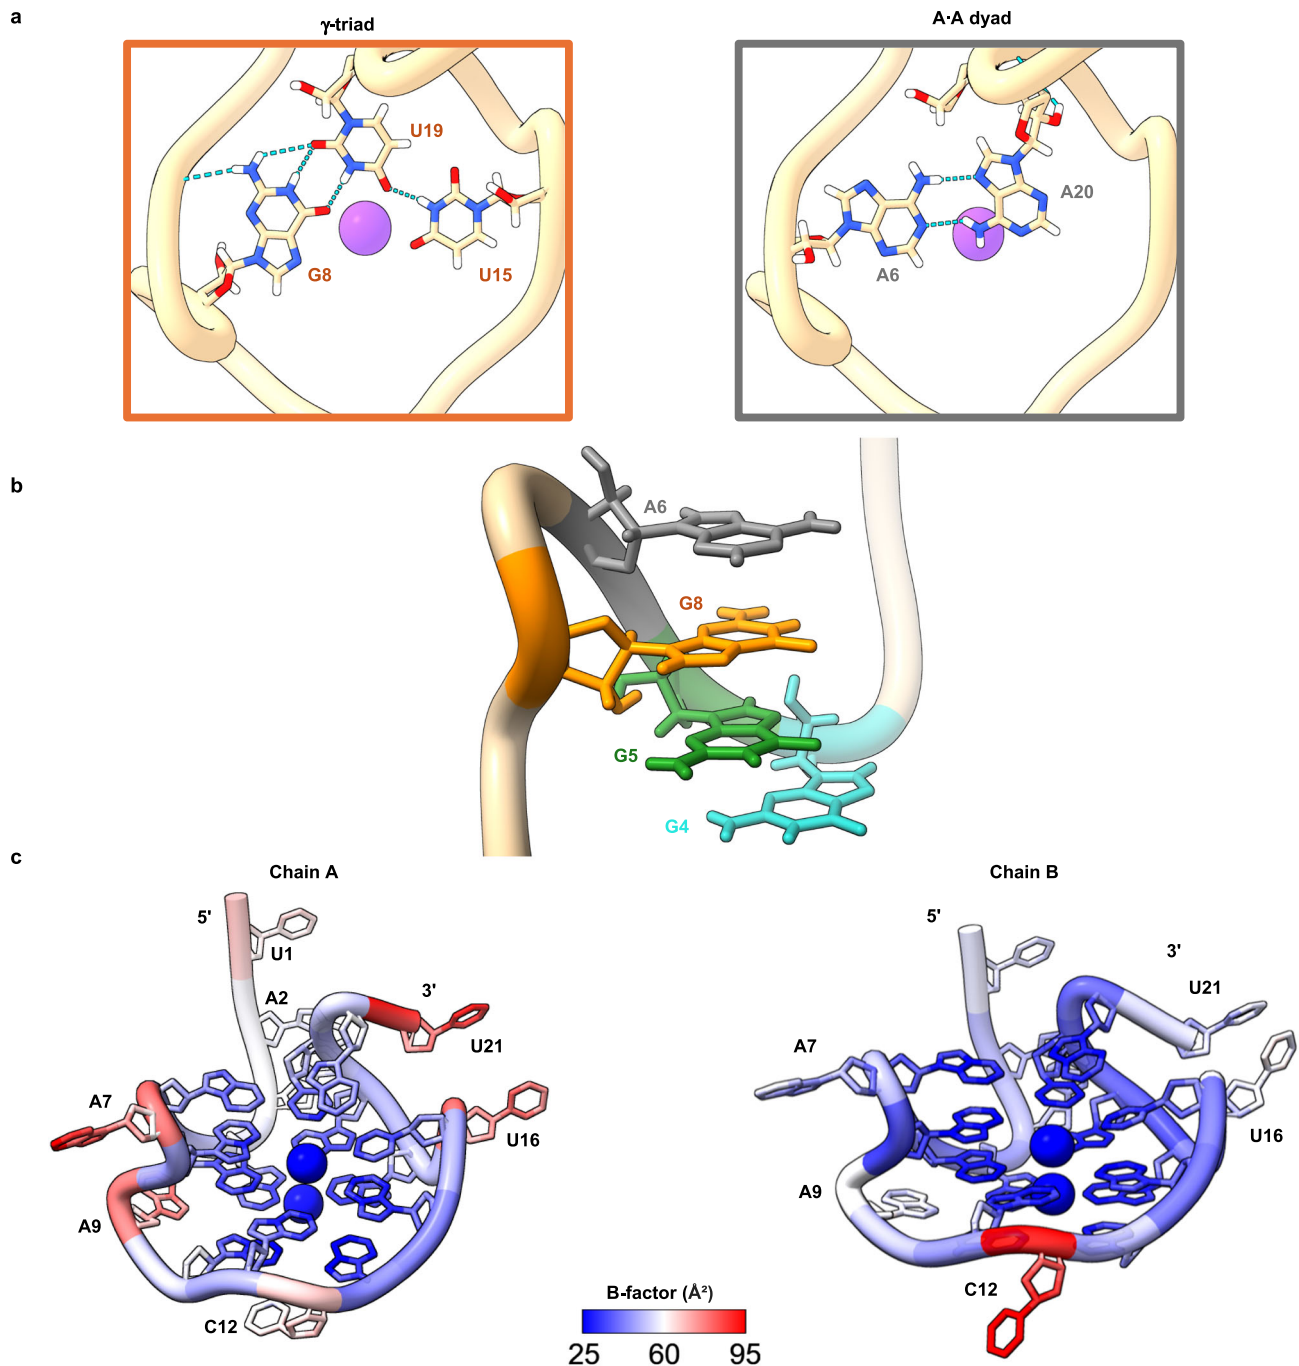 a
γ-triad
A·A dyad
U19
U15
G8
A20
A6
b
A6
G8
G5
G4
c
Chain A
Chain B
5'
U1
A2
3'
U21
A7
U16
A9
C12
5'
3'
U21
A7
U16
A9
C12
B-factor (Å²)
25 60 95